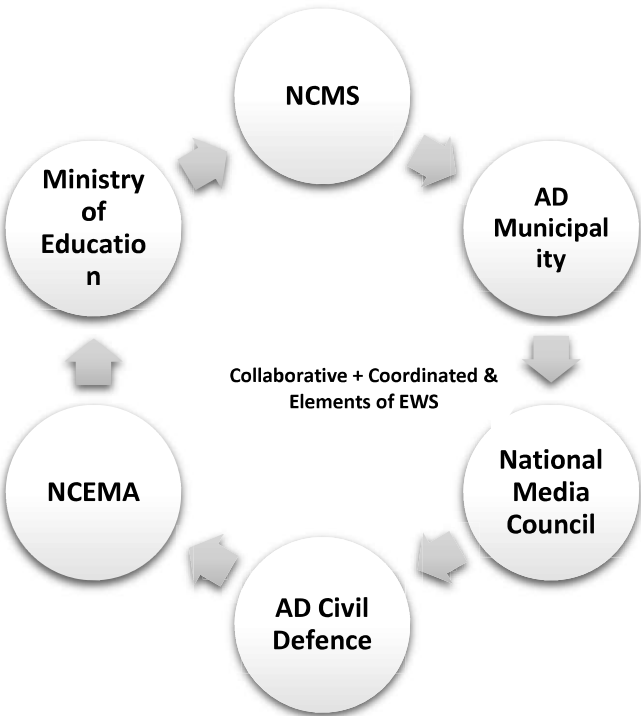 NCMS
AD
Municipal
ity
National
Media
Council
AD Civil
Defence
NCEMA
Ministry
of
Educatio
n
Collaborative + Coordinated &
Elements of EWS